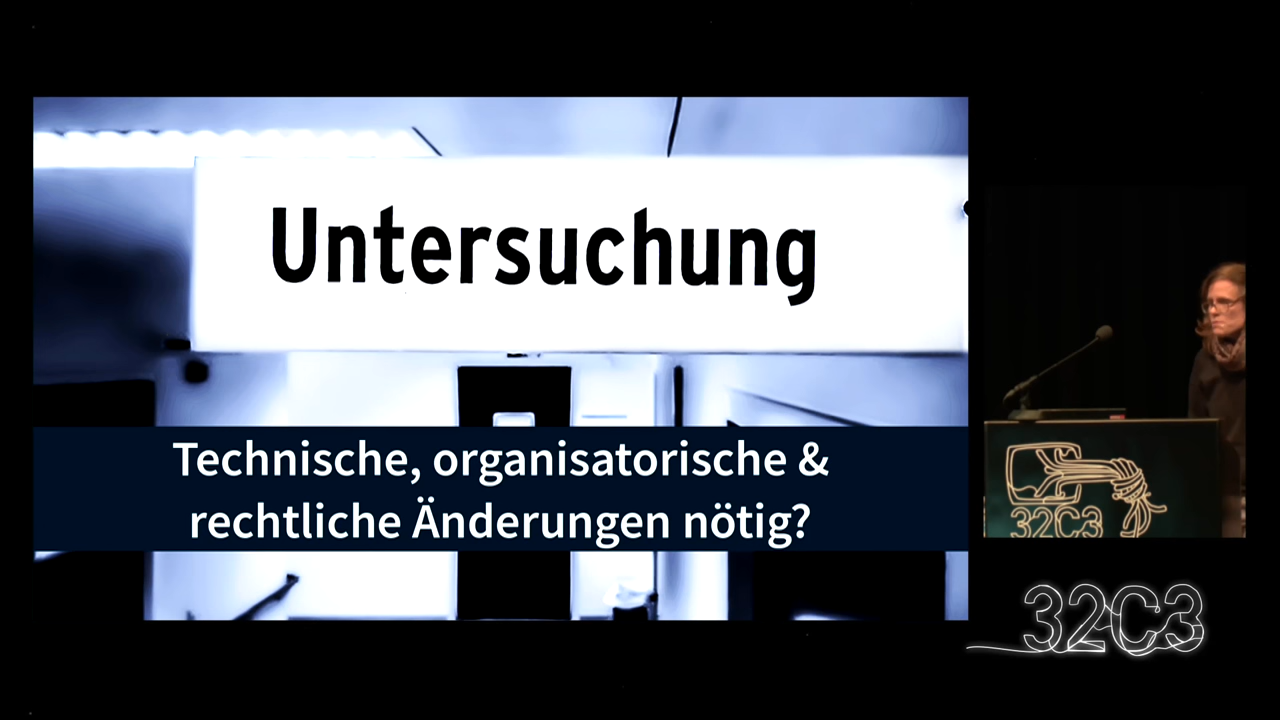 Untersuchung
Technische, organisatorische &
rechtliche Änderungen nötig?
32C3
32C3